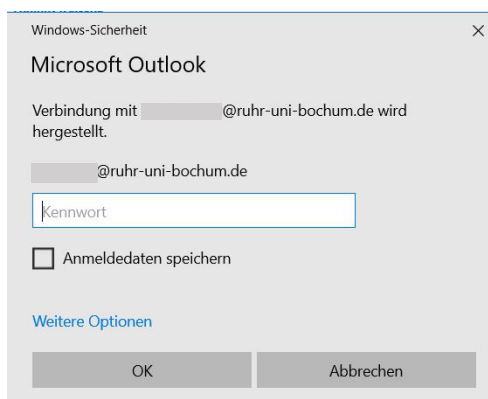 Windows-Sicherheit
Microsoft Outlook
Verbindung mit @ruhr-uni-bochum.de wird
hergestellt.
@ruhr-uni-bochum.de
Kennwort
Anmeldedaten speichern
Weitere Optionen
OK Abbrechen